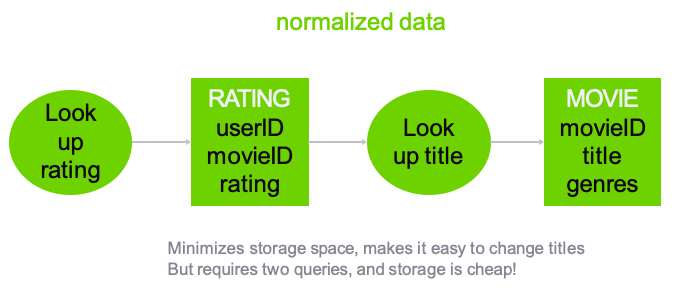 normalized data
Look
up
rating
RATING
userID
movieID
rating
Look
up title
MOVIE
movieID
title
genres
Minimizes storage space, makes it easy to change titles
But requires two queries, and storage is cheap!